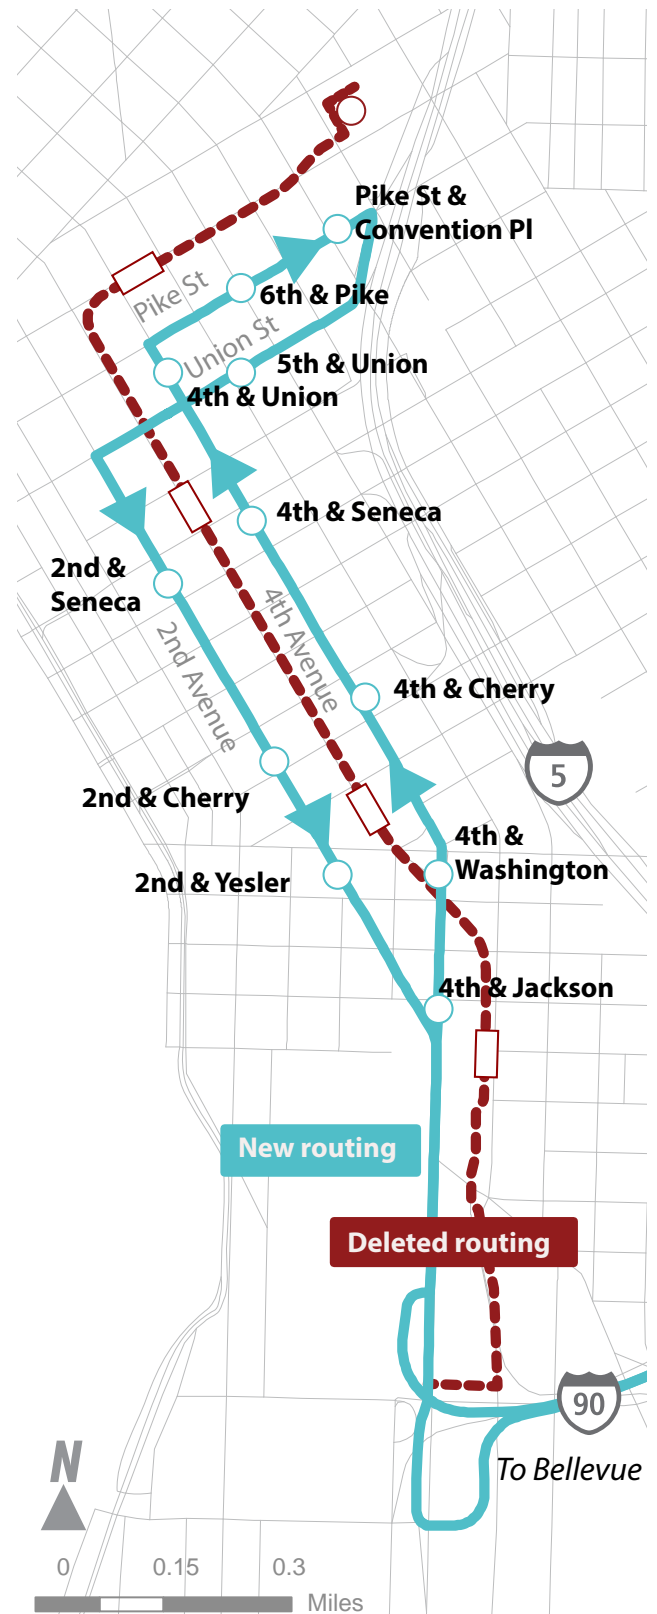 Pike St &
Convention Pl
Pike St
6th & Pike
Union St
5th & Union
4th & Union
4th & Seneca
2nd &
Seneca
4th Avenue
2nd Avenue
4th & Cherry
5
2nd & Cherry
4th &
Washington
2nd & Yesler
4th & Jackson
New routing
Deleted routing
90
To Bellevue
N
0 0.15 0.3
Miles